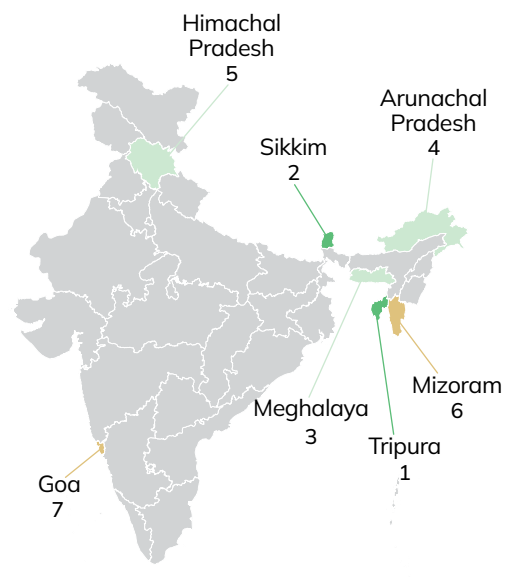 Himachal
Pradesh
5
Arunachal
Pradesh
4
Sikkim
2
Meghalaya
3
Mizoram
6
Tripura
1
Goa
7